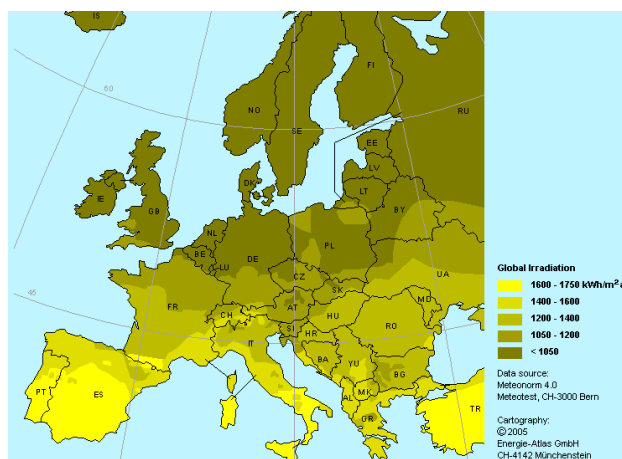 IS
FI
60
NO
RU
SE
EE
LV
DK
LT
IE
BY
GB
NL
PL
BE
DE
LU
CZ
UA
SK
45
AT
MD
FR
CH
HU
SI
RO
HR
IT
BA
YU
BG
PT
ES
AL
MK
TR
GR
Global Irradiation
1600 - 1750 kWh/m²a
1400 - 1600
1200 - 1400
1050 - 1200
< 1050
Data source:
Meteonorm 4.0
Meteotest, CH-3000 Bern
Cartography:
© 2005
Energie-Atlas GmbH
CH-4142 Münchenstein